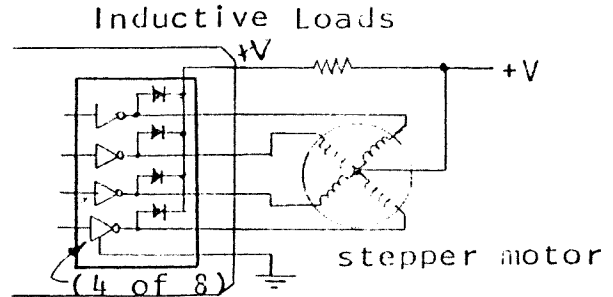 Inductive Loads
+V
+V
stepper motor
(4 of 8)